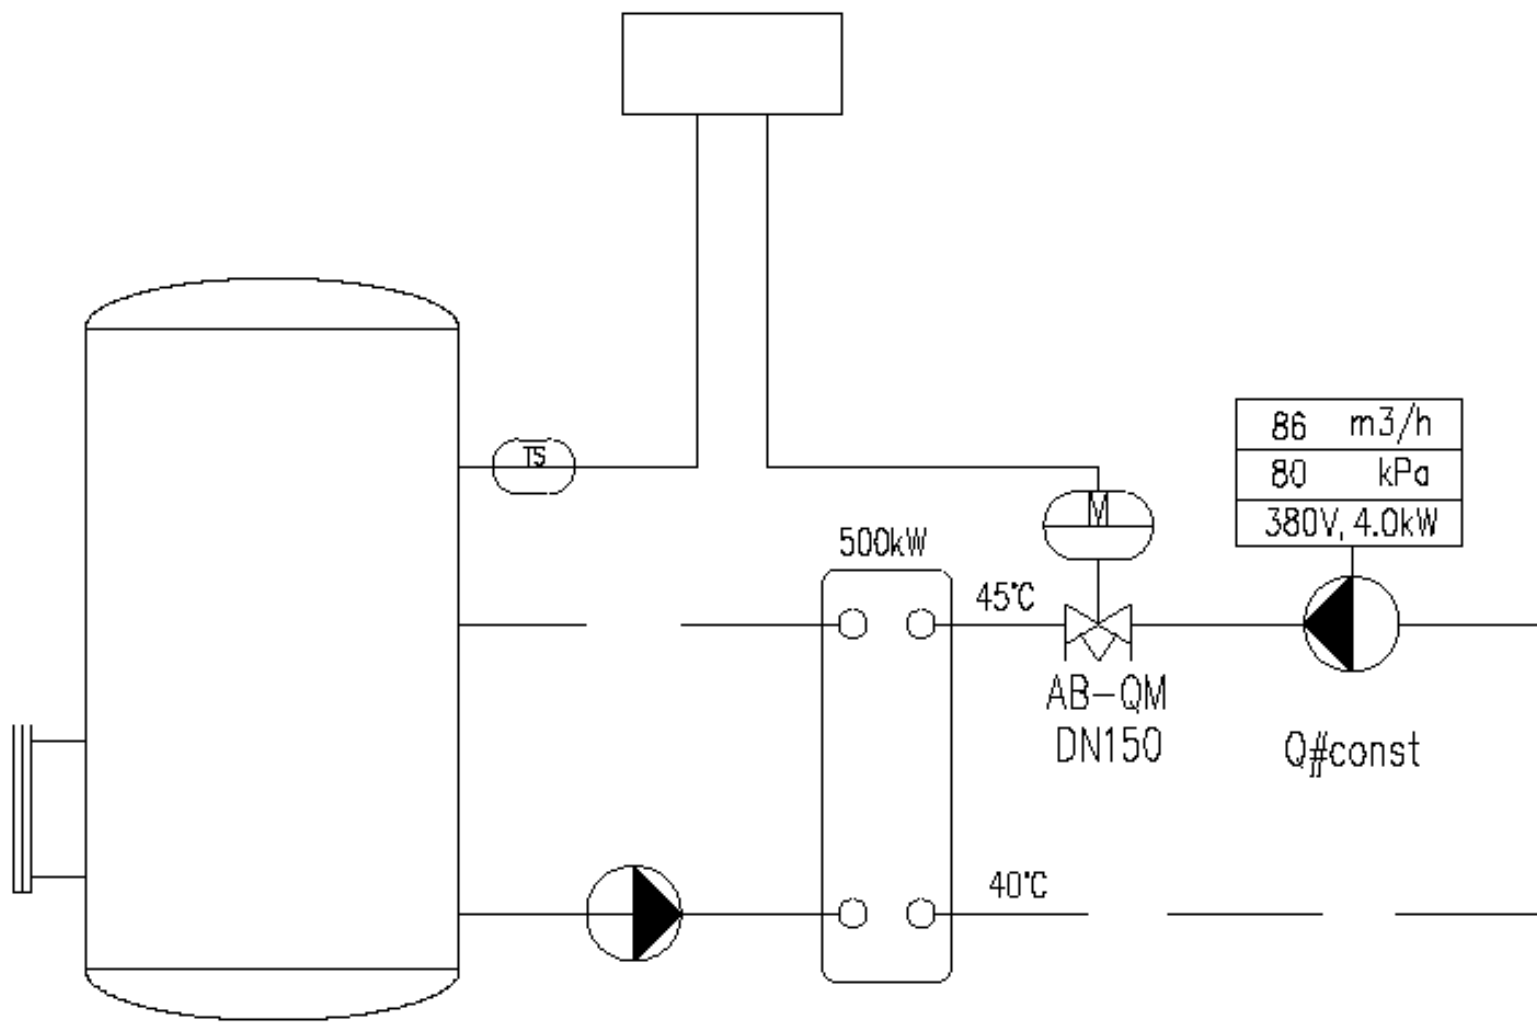 86 m3/h
80 kPa
380V, 4.0kW
TS
M
500kW
45°C
AB-QM
DN150
Q#const
40°C